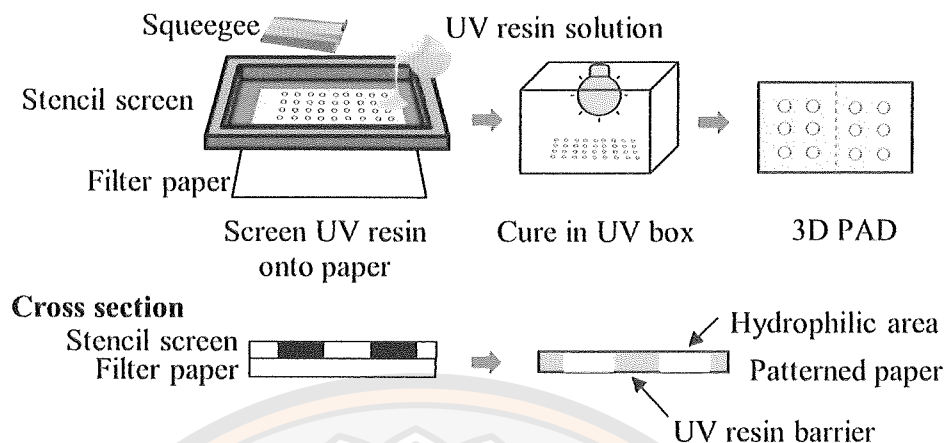 Squeegee
UV resin solution
Stencil screen
Filter paper
Screen UV resin
onto paper
Cure in UV box
3D PAD
Cross section
Stencil screen
Filter paper
Hydrophilic area
Patterned paper
UV resin barrier